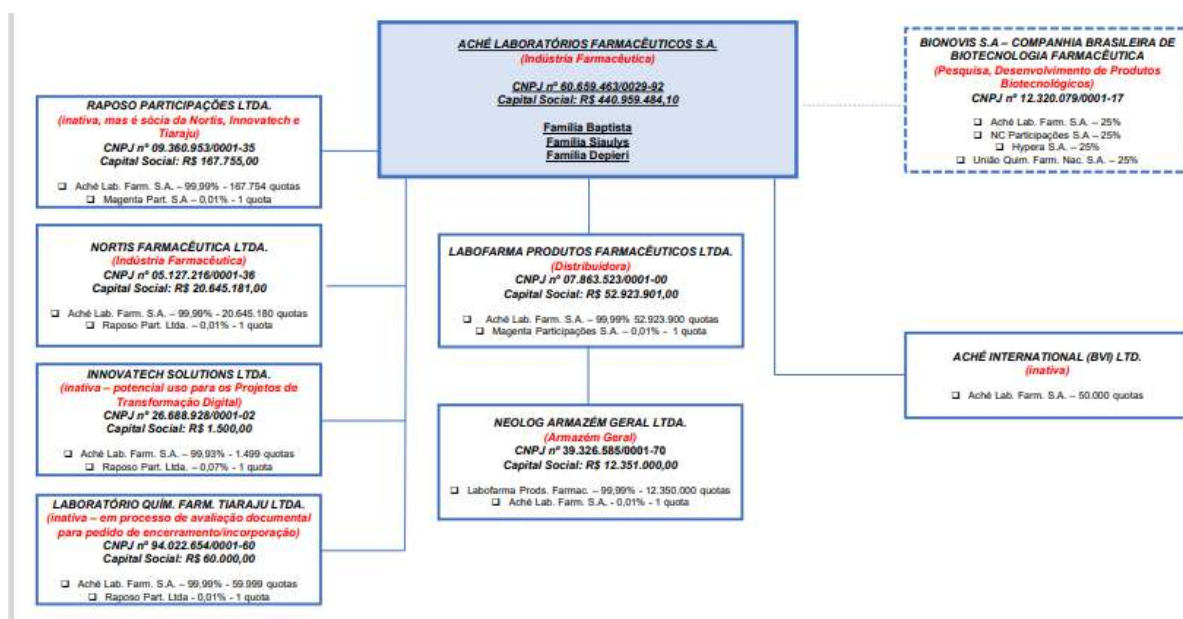 ACHÉ LABORATÓRIOS FARMACÊUTICOS S.A.
(Indústria Farmacêutica)
CNPJ nº 60.659.463/0029-92
Capital Social: R$ 440.959.484,10
Família Baptista
Família Siaulys
Família Depieri
BIONOVIS S.A – COMPANHIA BRASILEIRA DE
BIOTECNOLOGIA FARMACÊUTICA
(Pesquisa, Desenvolvimento de Produtos
Biotecnológicos)
CNPJ nº 12.320.079/0001-17
❑ Aché Lab. Farm. S.A. – 25%
❑ NC Participações S.A – 25%
❑ Hypera S.A. – 25%
❑ União Quim. Farm. Nac. S.A. – 25%
RAPOSO PARTICIPAÇÕES LTDA.
(inativa, mas é sócia da Nortis, Innovatech e
Tiaraju)
CNPJ nº 09.360.953/0001-35
Capital Social: R$ 167.755,00
❑ Aché Lab. Farm. S.A. – 99,99% - 167.754 quotas
❑ Magenta Part. S.A – 0,01% - 1 quota
NORTIS FARMACÊUTICA LTDA.
(Indústria Farmacêutica)
CNPJ nº 05.127.216/0001-36
Capital Social: R$ 20.645.181,00
❑ Aché Lab. Farm. S.A. – 99,99% - 20.645.180 quotas
❑ Raposo Part. Ltda. – 0,01% - 1 quota
LABOFARMA PRODUTOS FARMACÊUTICOS LTDA.
(Distribuidora)
CNPJ nº 07.863.523/0001-00
Capital Social: R$ 52.923.901,00
❑ Aché Lab. Farm. S.A. – 99,99% 52.923.900 quotas
❑ Magenta Participações S.A. – 0,01% - 1 quota
INNOVATECH SOLUTIONS LTDA.
(inativa – potencial uso para os Projetos de
Transformação Digital)
CNPJ nº 26.688.928/0001-02
Capital Social: R$ 1.500,00
❑ Aché Lab. Farm. S.A. – 99,93% - 1.499 quotas
❑ Raposo Part. Ltda. – 0,07% - 1 quota
ACHÉ INTERNATIONAL (BVI) LTD.
(inativa)
❑ Aché Lab. Farm. S.A. – 50.000 quotas
NEOLOG ARMAZÉM GERAL LTDA.
(Armazém Geral)
CNPJ nº 39.326.585/0001-70
Capital Social: R$ 12.351.000,00
❑ Labofarma Prods. Farmac. – 99,99% - 12.350.000 quotas
❑ Aché Lab. Farm. S.A. - 0,01% - 1 quota
LABORATÓRIO QUÍM. FARM. TIARAJU LTDA.
(inativa – em processo de avaliação documental
para pedido de encerramento/incorporação)
CNPJ nº 94.022.654/0001-60
Capital Social: R$ 60.000,00
❑ Aché Lab. Farm. S.A. – 99,99% - 59.999 quotas
❑ Raposo Part. Ltda - 0,01% - 1 quota